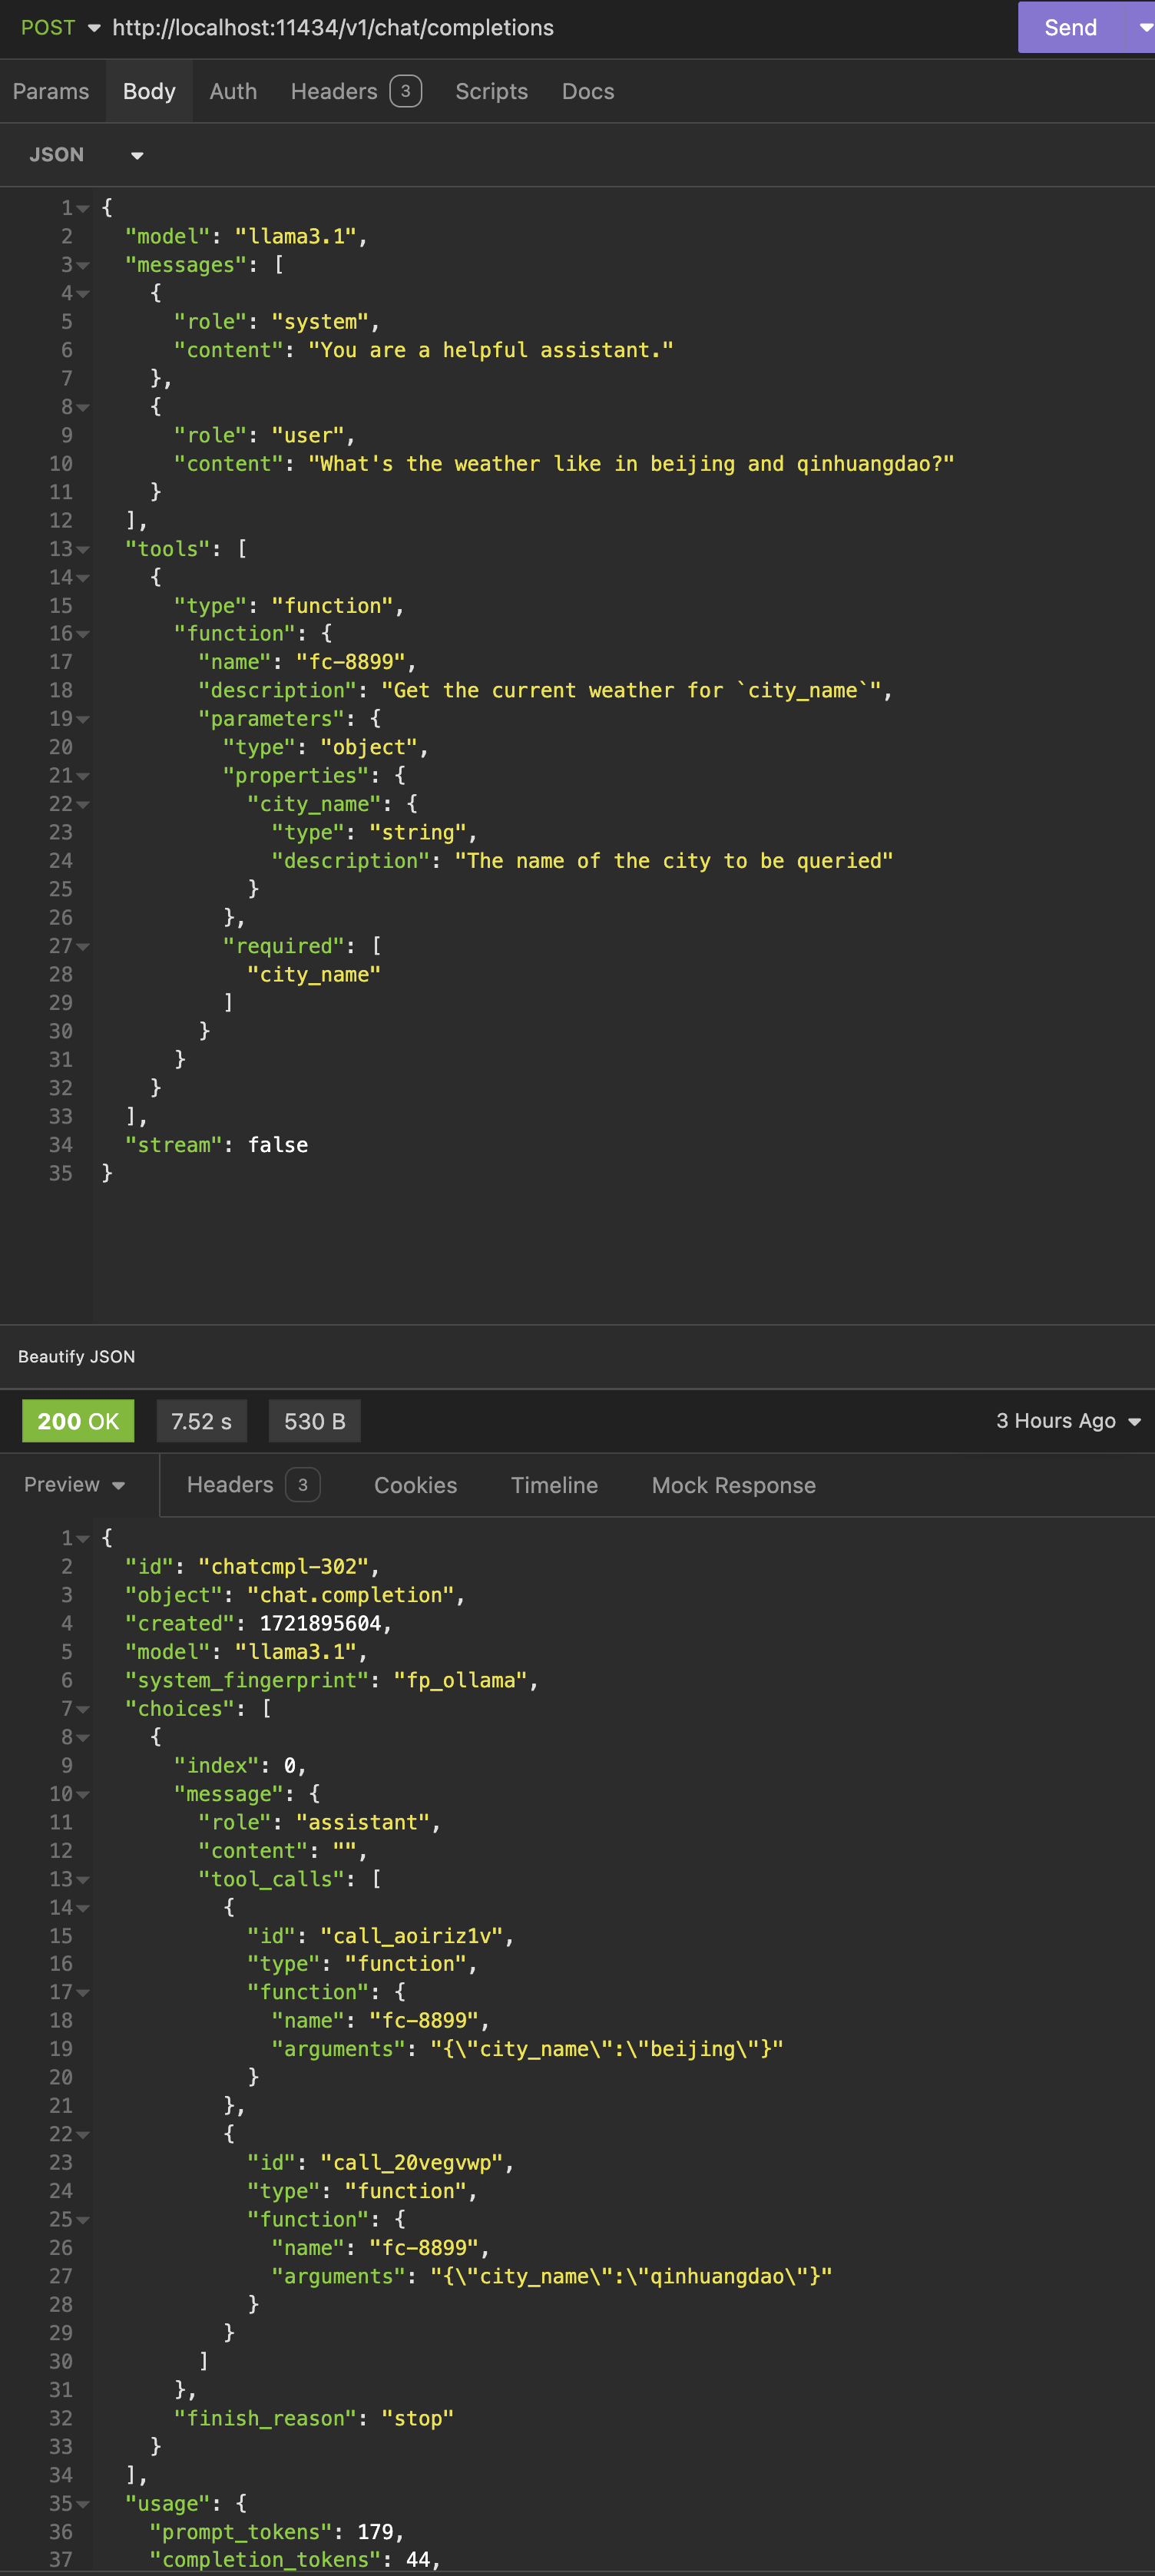 POST http://localhost:11434/v1/chat/completions Send
Params Body Auth Headers 3 Scripts Docs
JSON
1 {
2 "model": "llama3.1",
3 "messages": [
4 {
5 "role": "system",
6 "content": "You are a helpful assistant."
7 },
8 {
9 "role": "user",
10 "content": "What's the weather like in beijing and qinhuangdao?"
11 }
12 ],
13 "tools": [
14 {
15 "type": "function",
16 "function": {
17 "name": "fc-8899",
18 "description": "Get the current weather for `city_name`",
19 "parameters": {
20 "type": "object",
21 "properties": {
22 "city_name": {
23 "type": "string",
24 "description": "The name of the city to be queried"
25 }
26 },
27 "required": [
28 "city_name"
29 ]
30 }
31 }
32 }
33 ],
34 "stream": false
35 }
Beautify JSON
200 OK 7.52 s 530 B 3 Hours Ago
Preview Headers 3 Cookies Timeline Mock Response
1 {
2 "id": "chatcmpl-302",
3 "object": "chat.completion",
4 "created": 1721895604,
5 "model": "llama3.1",
6 "system_fingerprint": "fp_ollama",
7 "choices": [
8 {
9 "index": 0,
10 "message": {
11 "role": "assistant",
12 "content": "",
13 "tool_calls": [
14 {
15 "id": "call_aoiriz1v",
16 "type": "function",
17 "function": {
18 "name": "fc-8899",
19 "arguments": "{\"city_name\":\"beijing\"}"
20 }
21 },
22 {
23 "id": "call_20vegvwp",
24 "type": "function",
25 "function": {
26 "name": "fc-8899",
27 "arguments": "{\"city_name\":\"qinhuangdao\"}"
28 }
29 }
30 ]
31 },
32 "finish_reason": "stop"
33 }
34 ],
35 "usage": {
36 "prompt_tokens": 179,
37 "completion_tokens": 44,